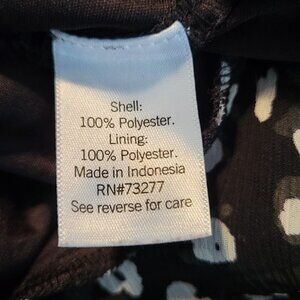 Shell:
100% Polyester.
Lining:
100% Polyester.
Made in Indonesia
RN#73277
See reverse for care